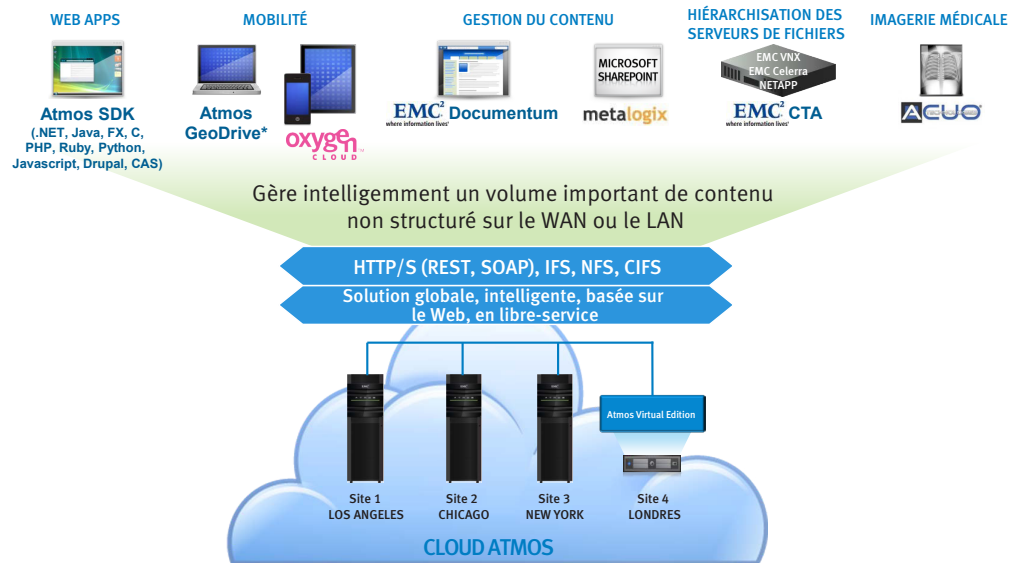 WEB APPS
MOBILITÉ
GESTION DU CONTENU
HIÉRARCHISATION DES
SERVEURS DE FICHIERS
IMAGERIE MÉDICALE
Atmos SDK
(.NET, Java, FX, C,
PHP, Ruby, Python,
Javascript, Drupal, CAS)
Atmos
GeoDrive*
oxygen
CLOUD
EMC² Documentum
where information lives®
MICROSOFT
SHAREPOINT
metalogix
EMC VNX
EMC Celerra
NETAPP
EMC² CTA
where information lives®
ACUO
TECHNOLOGIES
Gère intelligemment un volume important de contenu
non structuré sur le WAN ou le LAN
HTTP/S (REST, SOAP), IFS, NFS, CIFS
Solution globale, intelligente, basée sur
le Web, en libre-service
Atmos Virtual Edition
Site 1
LOS ANGELES
Site 2
CHICAGO
Site 3
NEW YORK
Site 4
LONDRES
CLOUD ATMOS